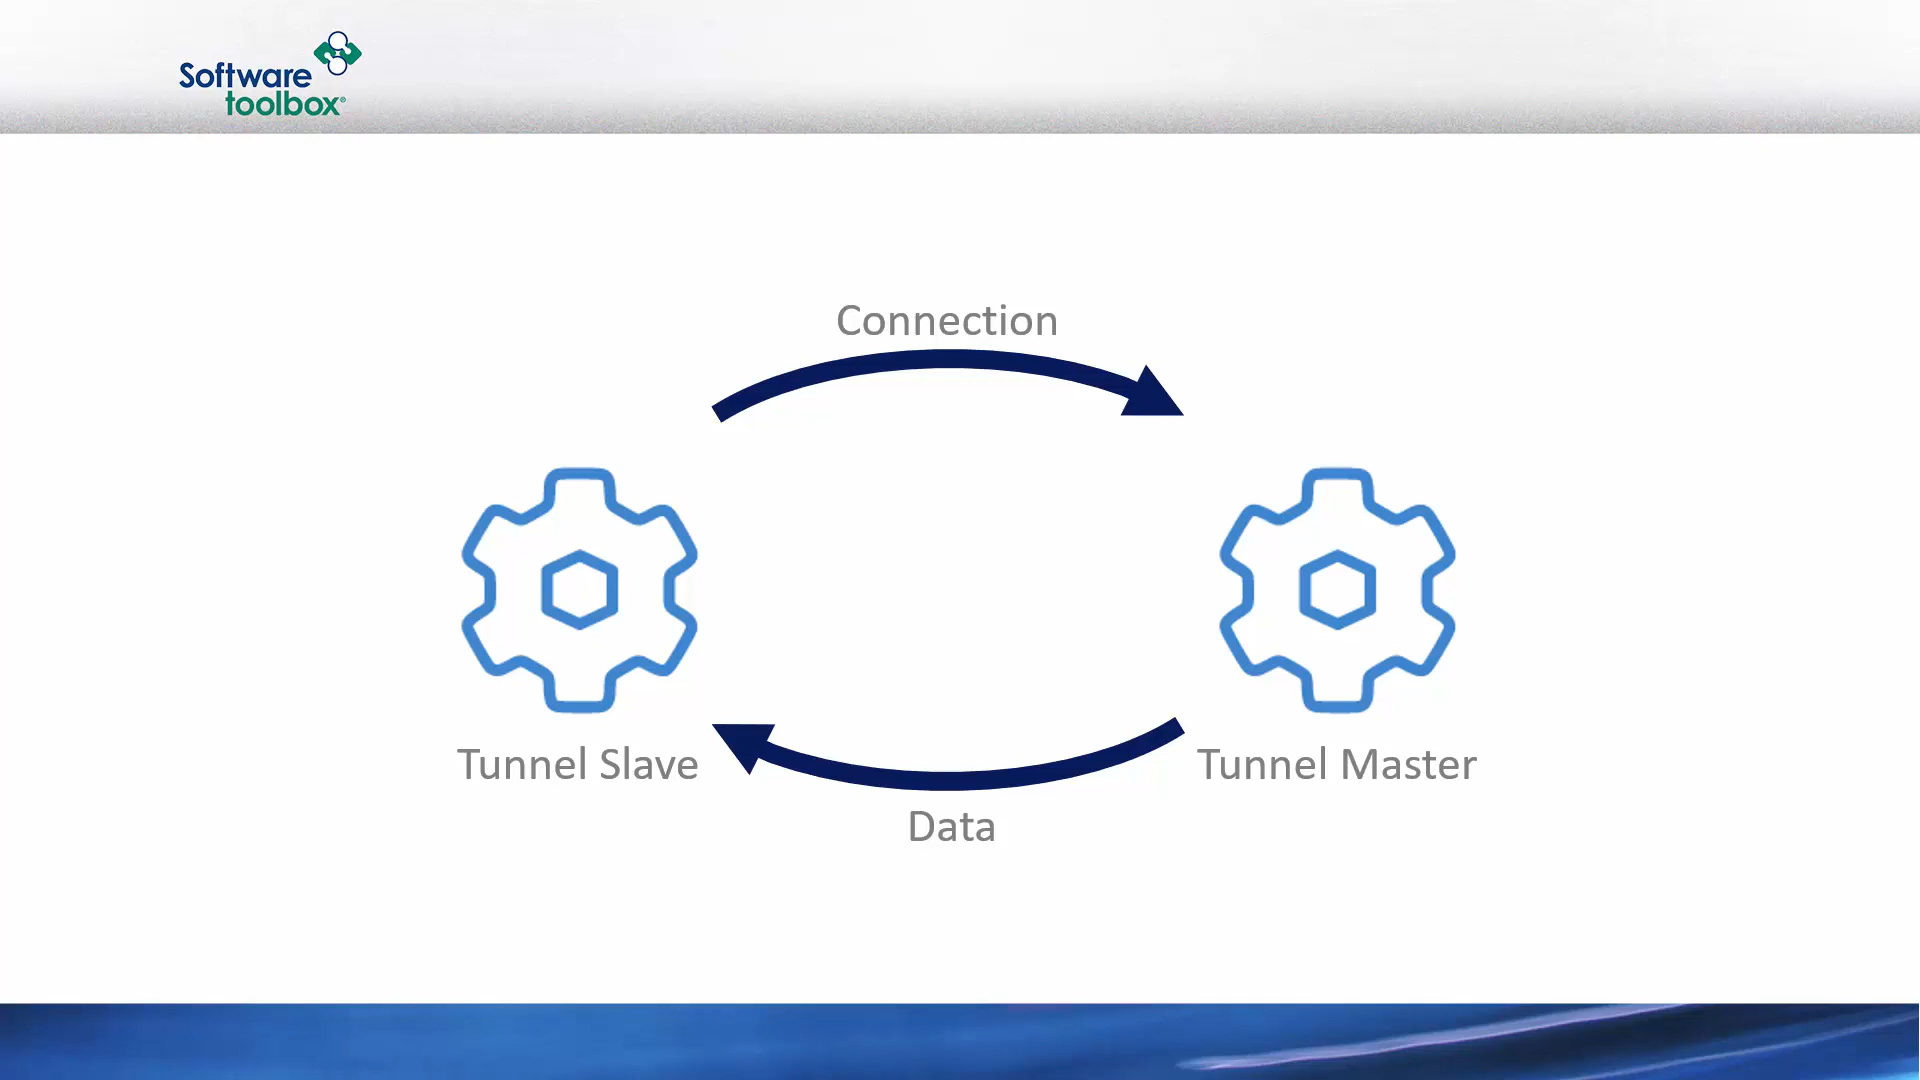 Software
toolbox®
Connection
Tunnel Slave
Tunnel Master
Data